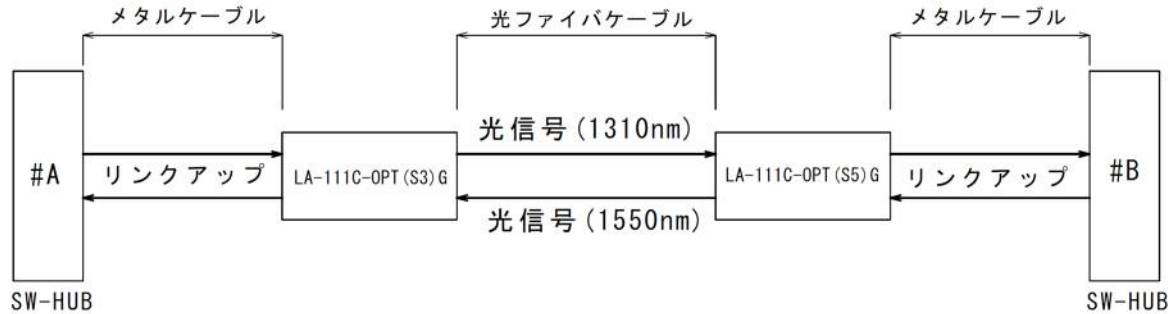 メタルケーブル
光ファイバケーブル
メタルケーブル
#A
リンクアップ
LA-111C-OPT(S3)G
光信号(1310nm)
光信号(1550nm)
LA-111C-OPT(S5)G
リンクアップ
#B
SW-HUB
SW-HUB